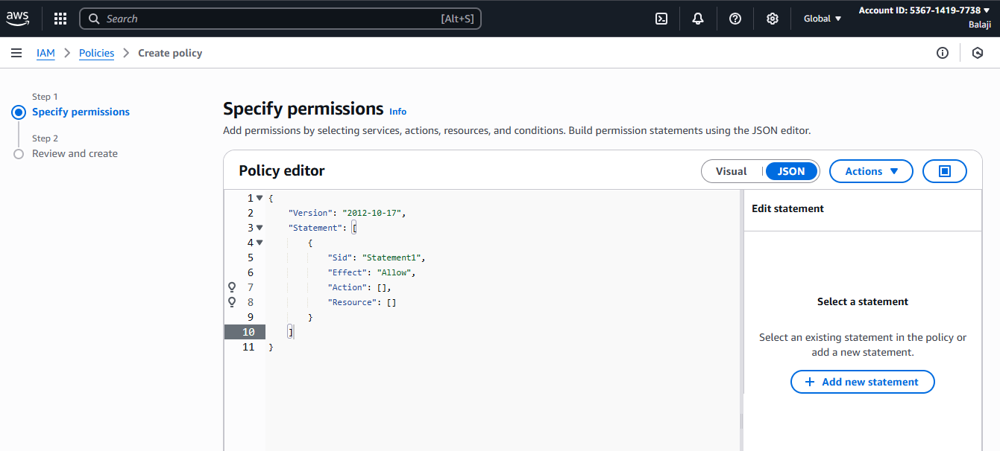 aws
Search [Alt+S]
Global
Account ID: 5367-1419-7738
Balaji
IAM Policies Create policy
Step 1
Specify permissions
Step 2
Review and create
Specify permissions Info
Add permissions by selecting services, actions, resources, and conditions. Build permission statements using the JSON editor.
Policy editor
Visual JSON Actions
1 {
2 "Version": "2012-10-17",
3 "Statement": [
4 {
5 "Sid": "Statement1",
6 "Effect": "Allow",
7 "Action": [],
8 "Resource": []
9 }
10 ]
11 }
Edit statement
Select a statement
Select an existing statement in the policy or
add a new statement.
+ Add new statement